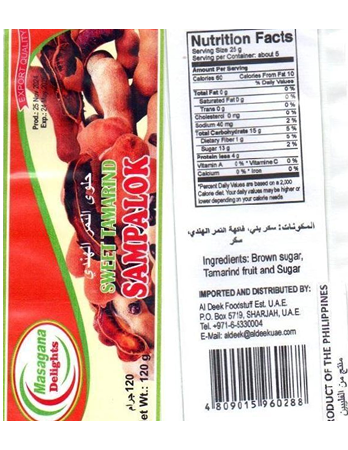 EXPORT QUALITY
Prod.: 25 Nov 2024
حلوى التمر الهندي
SWEET TAMARIND
SAMPALOK
Masagana
Delights
120 جرام
et Wt.: 120 g
Nutrition Facts
Serving Size 25 g
Serving per Container: about 5
Amount Per Serving
Calories 60 Calories From Fat 10
% Daily Values
Total Fat 0 g 0 %
Saturated Fat 0 g 0 %
Trans 0 g
Cholesterol 0 mg 0 %
Sodium 40 mg 2 %
Total Carbohydrate 15 g 5 %
Dietary Fiber 1 g 5 %
Sugar 13 g 2 %
Protein less 4 g
Vitamin A 0 % * Vitamine C 0 %
Calcium 0 % * Iron 0 %
*Percent Daily Values are based on a 2,000
Calorie diet. Your daily values may be higher or
lower depending in your calorie needs
المكونات: سكر بني، فاكهة التمر الهندي،
سكر
Ingredients: Brown sugar,
Tamarind fruit and Sugar
IMPORTED AND DISTRIBUTED BY:
Al Deek Foodstuff Est. U.A.E.
P.O. Box 5719, SHARJAH, U.A.E.
Tel. +971-6-5330004
E-Mail: aldeek@aldeekuae.com
4 809015 960288
RODUCT OF THE PHILIPPINES
منتج من الفلبين